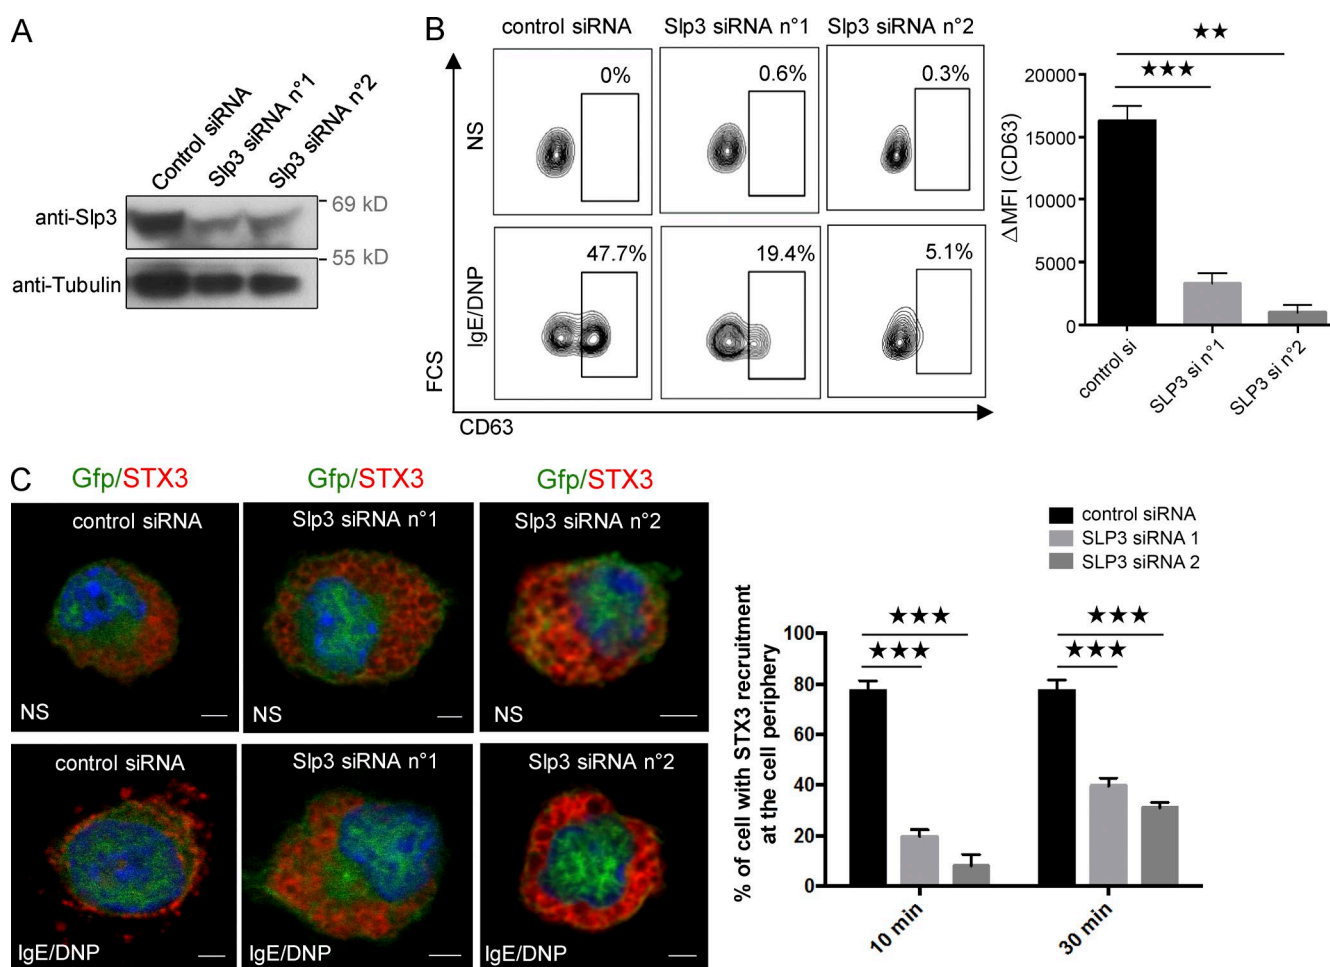 A
Control siRNA
Slp3 siRNA n°1
Slp3 siRNA n°2
anti-Slp3
69 kD
55 kD
anti-Tubulin
B
control siRNA
Slp3 siRNA n°1
Slp3 siRNA n°2
NS
0%
0.6%
0.3%
IgE/DNP
47.7%
19.4%
5.1%
FCS
CD63
★★
★★★
ΔMFI (CD63)
20000
15000
10000
5000
0
control si
SLP3 si n°1
SLP3 si n°2
C
Gfp/STX3
Gfp/STX3
Gfp/STX3
control siRNA
Slp3 siRNA n°1
Slp3 siRNA n°2
NS
NS
NS
control siRNA
Slp3 siRNA n°1
Slp3 siRNA n°2
IgE/DNP
IgE/DNP
IgE/DNP
control siRNA
SLP3 siRNA 1
SLP3 siRNA 2
% of cell with STX3 recruitment
at the cell periphery
★★★
★★★
★★★
★★★
100
80
60
40
20
0
10 min
30 min